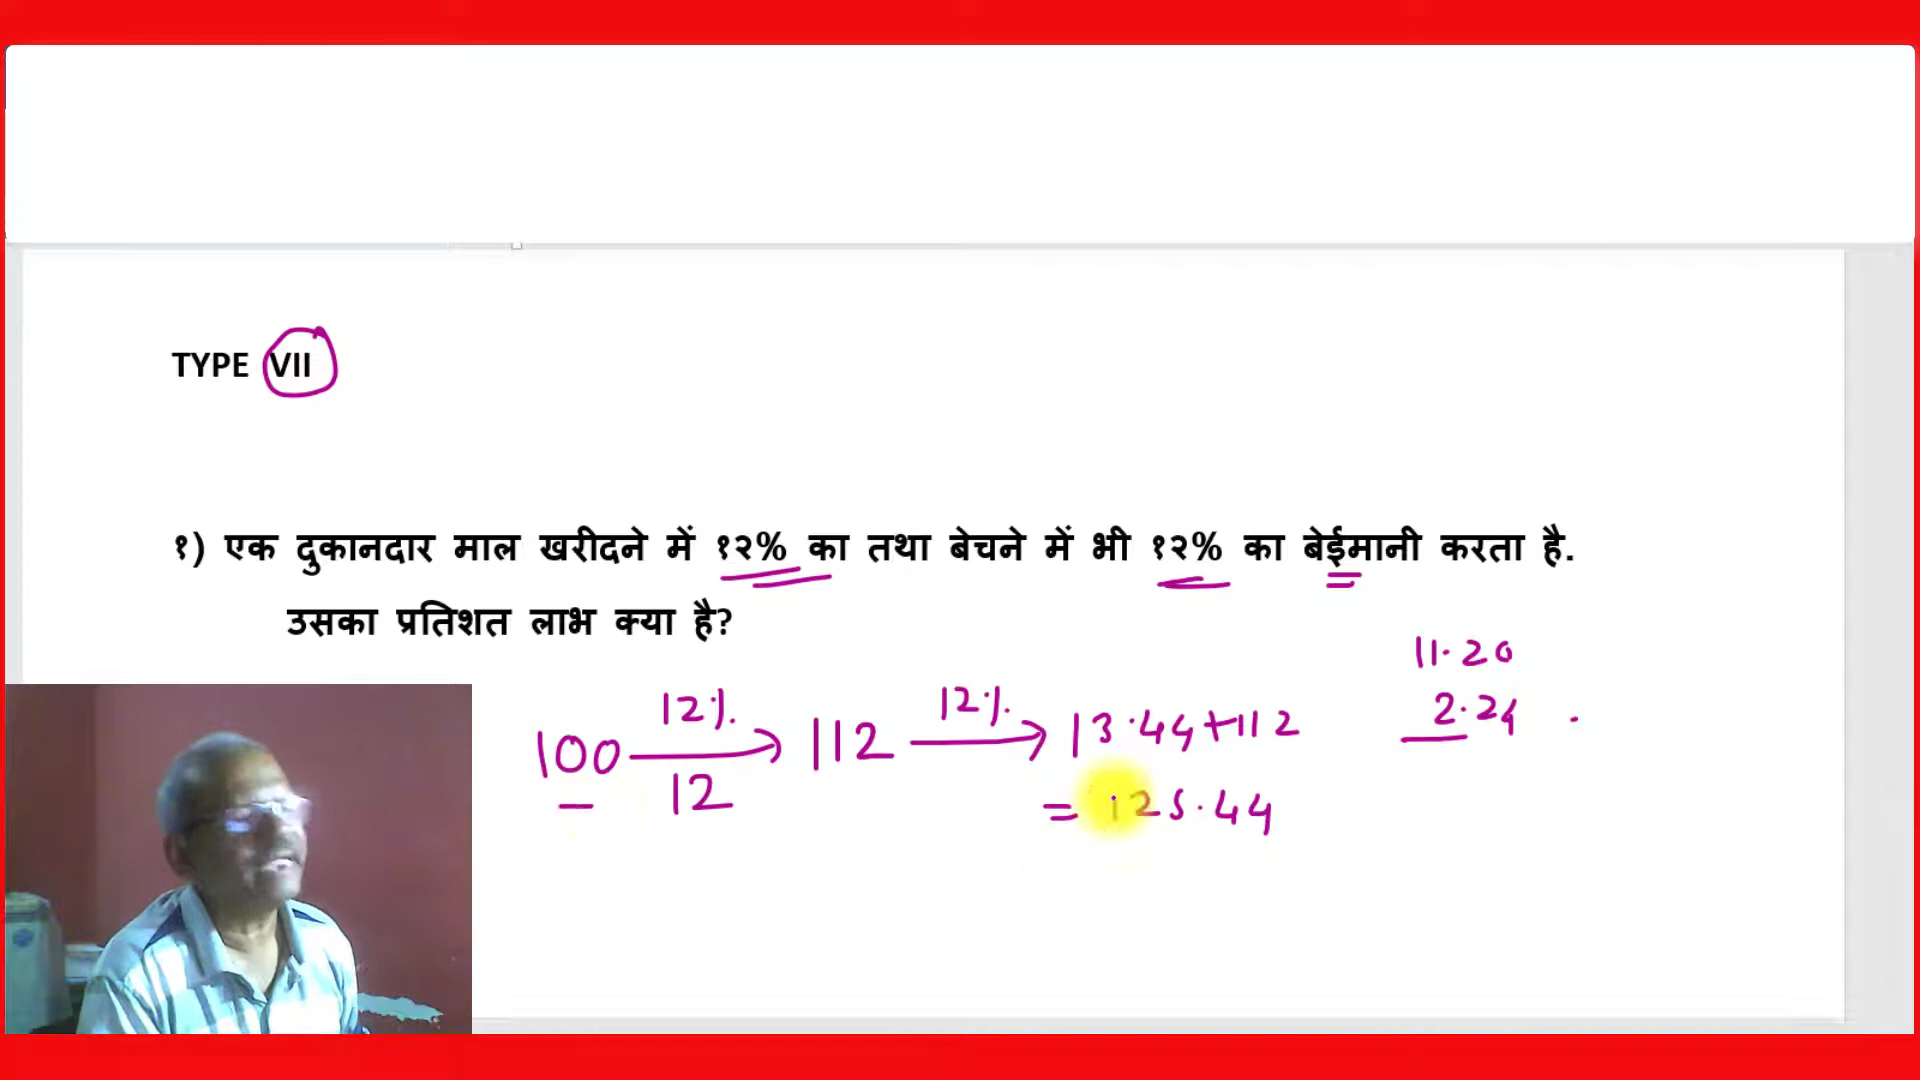 TYPE VII
१) एक दुकानदार माल खरीदने में १२% का तथा बेचने में भी १२% का बेईमानी करता है.
उसका प्रतिशत लाभ क्या है?
11.20
2.24
100 12% 12 112 12% 13.44+112
= 125.44